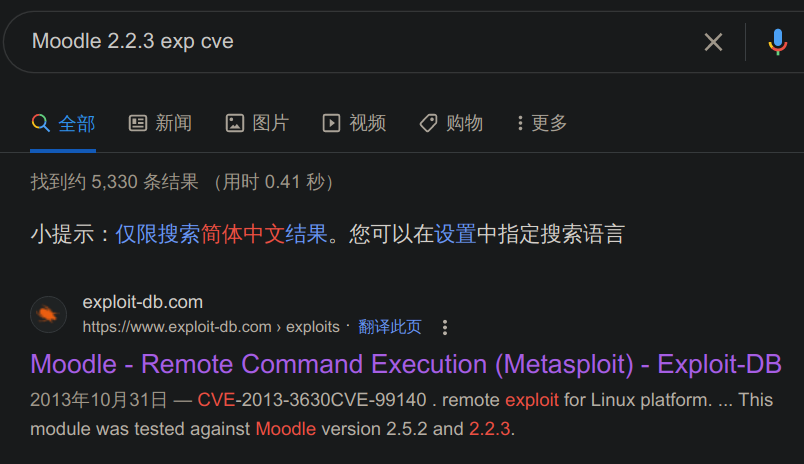 Moodle 2.2.3 exp cve
全部 新闻 图片 视频 购物 更多
找到约 5,330 条结果 （用时 0.41 秒）
小提示：仅限搜索简体中文结果。您可以在设置中指定搜索语言
exploit-db.com
https://www.exploit-db.com › exploits · 翻译此页
Moodle - Remote Command Execution (Metasploit) - Exploit-DB
2013年10月31日 — CVE-2013-3630CVE-99140 . remote exploit for Linux platform. ... This
module was tested against Moodle version 2.5.2 and 2.2.3.